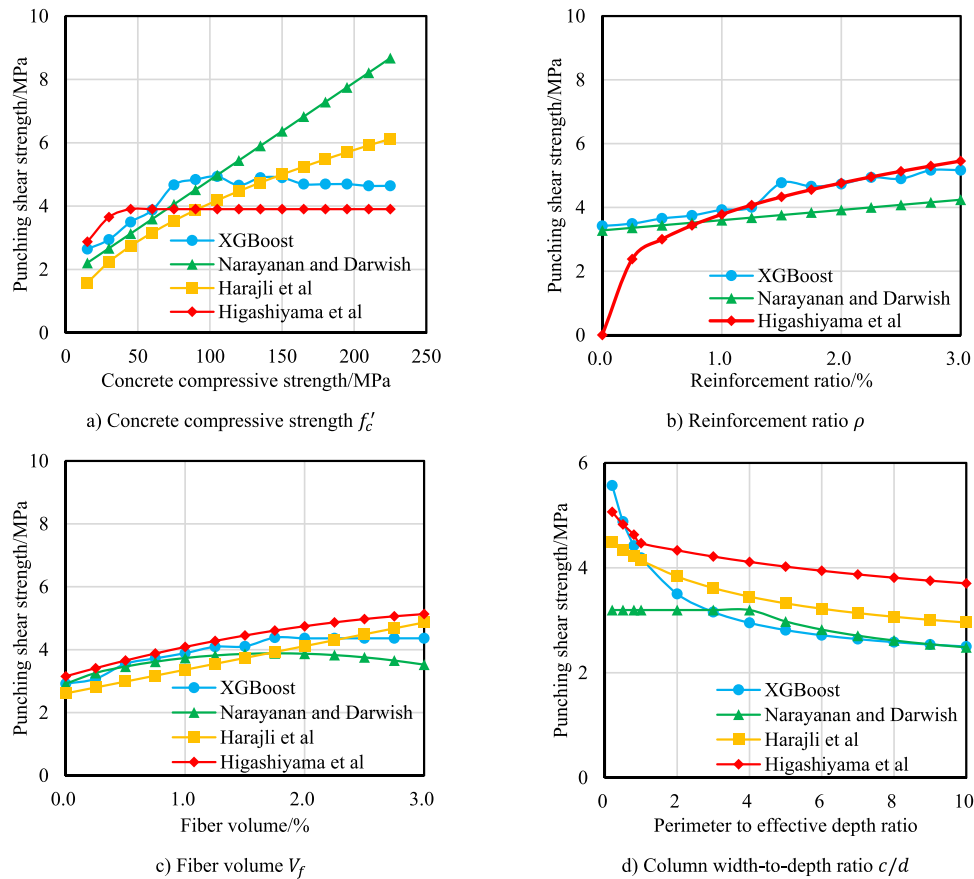 10
8
6
4
2
0
Punching shear strength/MPa
XGBoost
Narayanan and Darwish
Harajli et al
Higashiyama et al
0 50 100 150 200 250
Concrete compressive strength/MPa
a) Concrete compressive strength f'c
10
8
6
4
2
0
Punching shear strength/MPa
XGBoost
Narayanan and Darwish
Higashiyama et al
0.0 1.0 2.0 3.0
Reinforcement ratio/%
b) Reinforcement ratio ρ
10
8
6
4
2
0
Punching shear strength/MPa
XGBoost
Narayanan and Darwish
Harajli et al
Higashiyama et al
0.0 1.0 2.0 3.0
Fiber volume/%
c) Fiber volume Vf
6
4
2
0
Punching shear strength/MPa
XGBoost
Narayanan and Darwish
Harajli et al
Higashiyama et al
0 2 4 6 8 10
Perimeter to effective depth ratio
d) Column width-to-depth ratio c/d